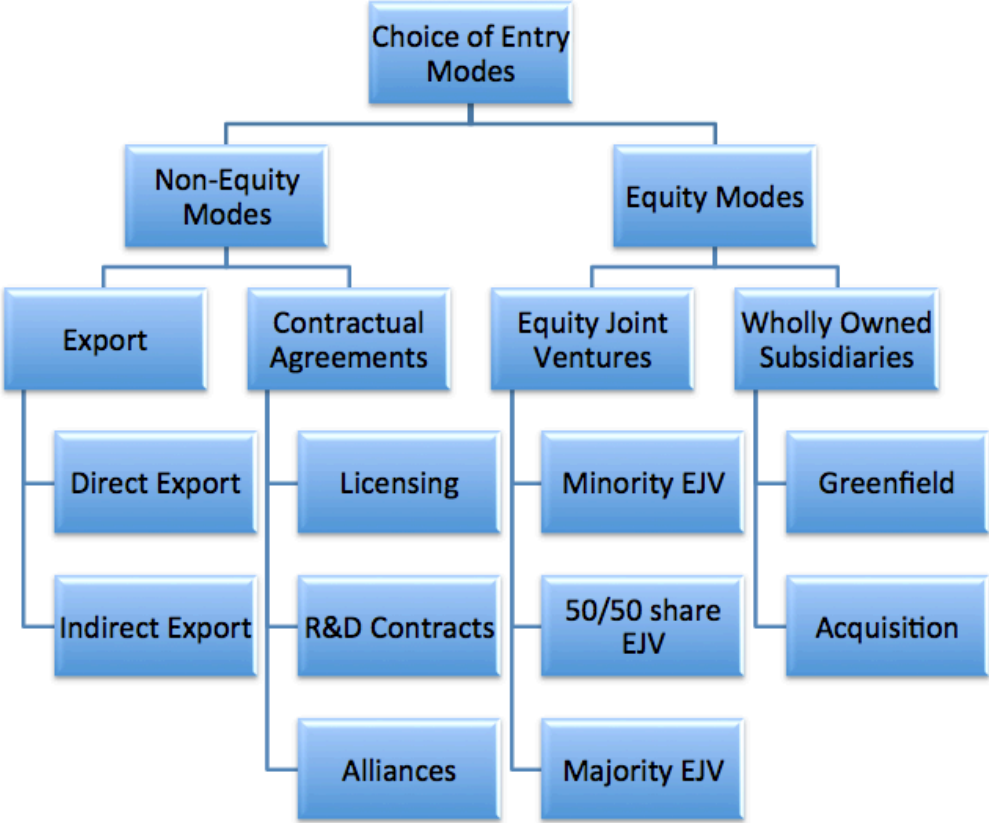 Choice of Entry
Modes
Non-Equity
Modes
Equity Modes
Export
Contractual
Agreements
Equity Joint
Ventures
Wholly Owned
Subsidiaries
Direct Export
Licensing
Minority EJV
Greenfield
Indirect Export
R&D Contracts
50/50 share
EJV
Acquisition
Alliances
Majority EJV